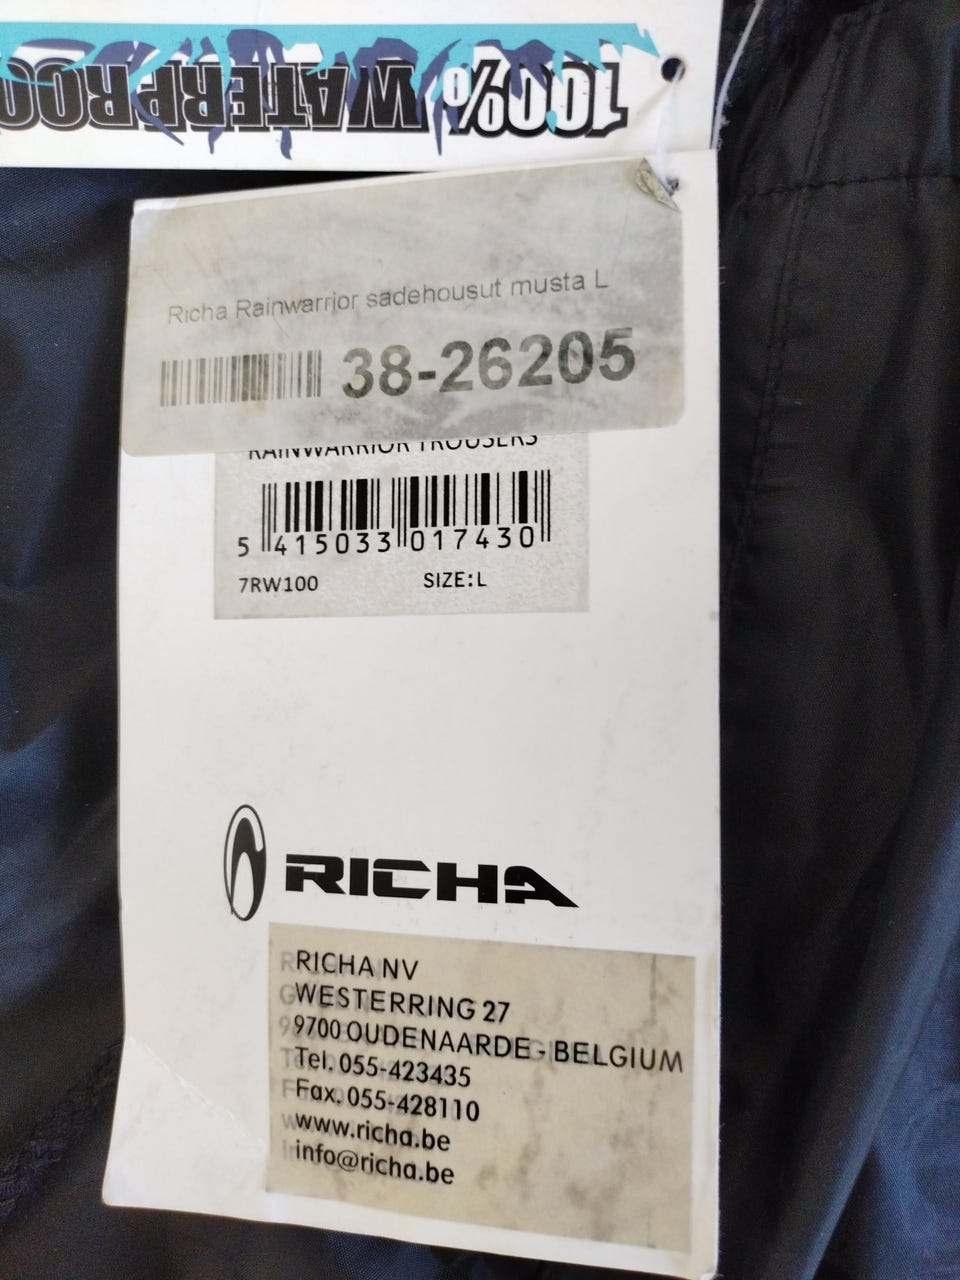 100% WATERPROO
Richa Rainwarrior sadehousut musta L
38-26205
RAINWARRIOR TROUSERS
5 415033 017430
7RW100 SIZE:L
RICHA
RICHA NV
WESTERRING 27
9700 OUDENAARDE - BELGIUM
Tel. 055-423435
Fax. 055-428110
www.richa.be
info@richa.be